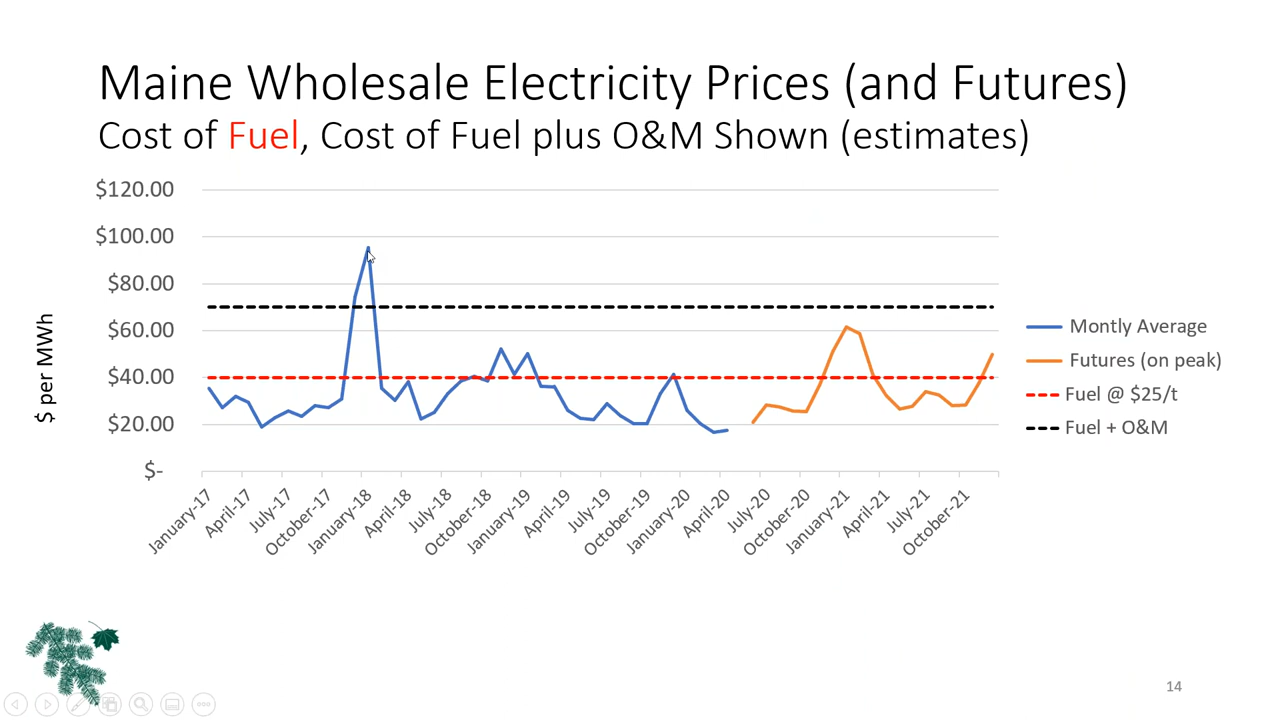 Maine Wholesale Electricity Prices (and Futures)
Cost of Fuel, Cost of Fuel plus O&M Shown (estimates)
$120.00
$100.00
$80.00
$60.00
$40.00
$20.00
$-
$ per MWh
January-17
April-17
July-17
October-17
January-18
April-18
July-18
October-18
January-19
April-19
July-19
October-19
January-20
April-20
July-20
October-20
January-21
April-21
July-21
October-21
Montly Average
Futures (on peak)
Fuel @ $25/t
Fuel + O&M
14